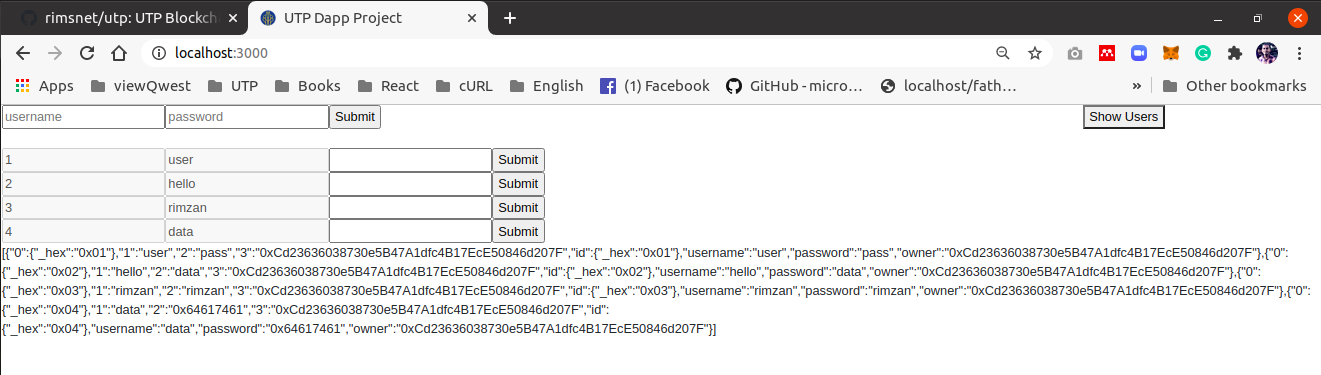 rimsnet/utp: UTP Blockch UTP Dapp Project
localhost:3000
Apps viewQwest UTP Books React cURL English (1) Facebook GitHub - micro… localhost/fath… » Other bookmarks
username password Submit Show Users
1 user Submit
2 hello Submit
3 rimzan Submit
4 data Submit
[{"0":{"_hex":"0x01"},"1":"user","2":"pass","3":"0xCd23636038730e5B47A1dfc4B17EcE50846d207F","id":{"_hex":"0x01"},"username":"user","password":"pass","owner":"0xCd23636038730e5B47A1dfc4B17EcE50846d207F"},{"0":
{"_hex":"0x02"},"1":"hello","2":"data","3":"0xCd23636038730e5B47A1dfc4B17EcE50846d207F","id":{"_hex":"0x02"},"username":"hello","password":"data","owner":"0xCd23636038730e5B47A1dfc4B17EcE50846d207F"},{"0":
{"_hex":"0x03"},"1":"rimzan","2":"rimzan","3":"0xCd23636038730e5B47A1dfc4B17EcE50846d207F","id":{"_hex":"0x03"},"username":"rimzan","password":"rimzan","owner":"0xCd23636038730e5B47A1dfc4B17EcE50846d207F"},{"0":
{"_hex":"0x04"},"1":"data","2":"0x64617461","3":"0xCd23636038730e5B47A1dfc4B17EcE50846d207F","id":
{"_hex":"0x04"},"username":"data","password":"0x64617461","owner":"0xCd23636038730e5B47A1dfc4B17EcE50846d207F"}]